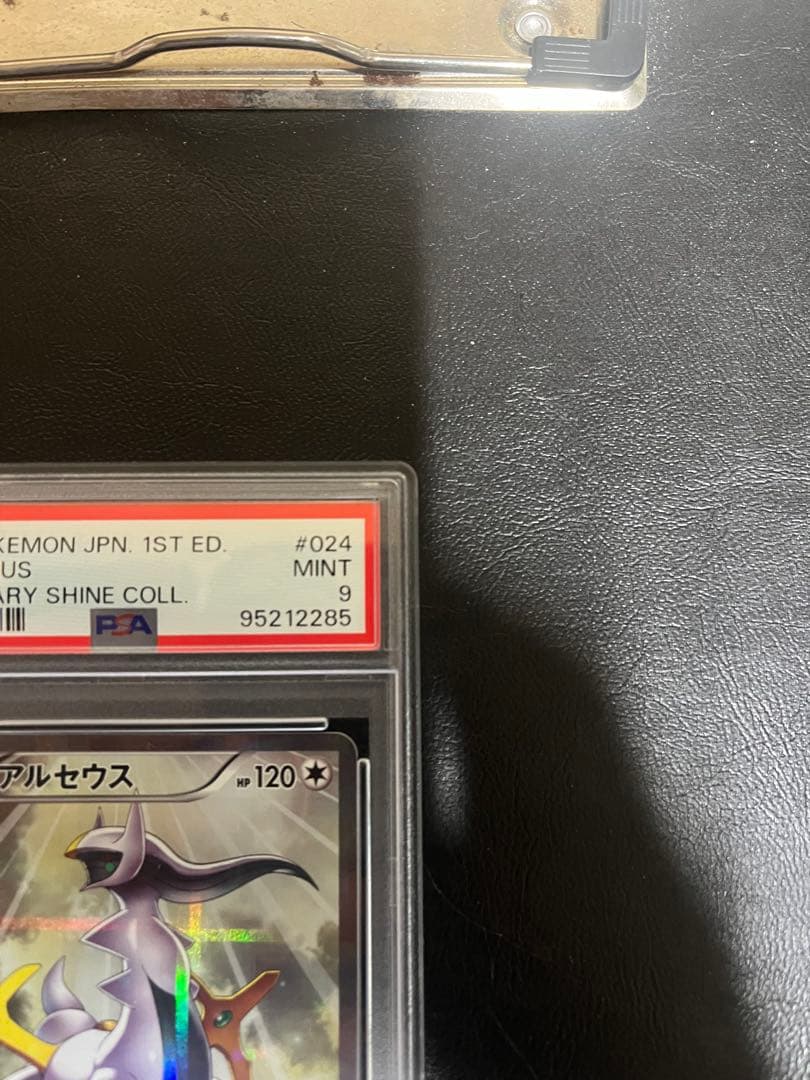 KEMON JPN. 1ST ED. #024
US MINT
ARY SHINE COLL. 9
PSA 95212285
アルセウス HP 120